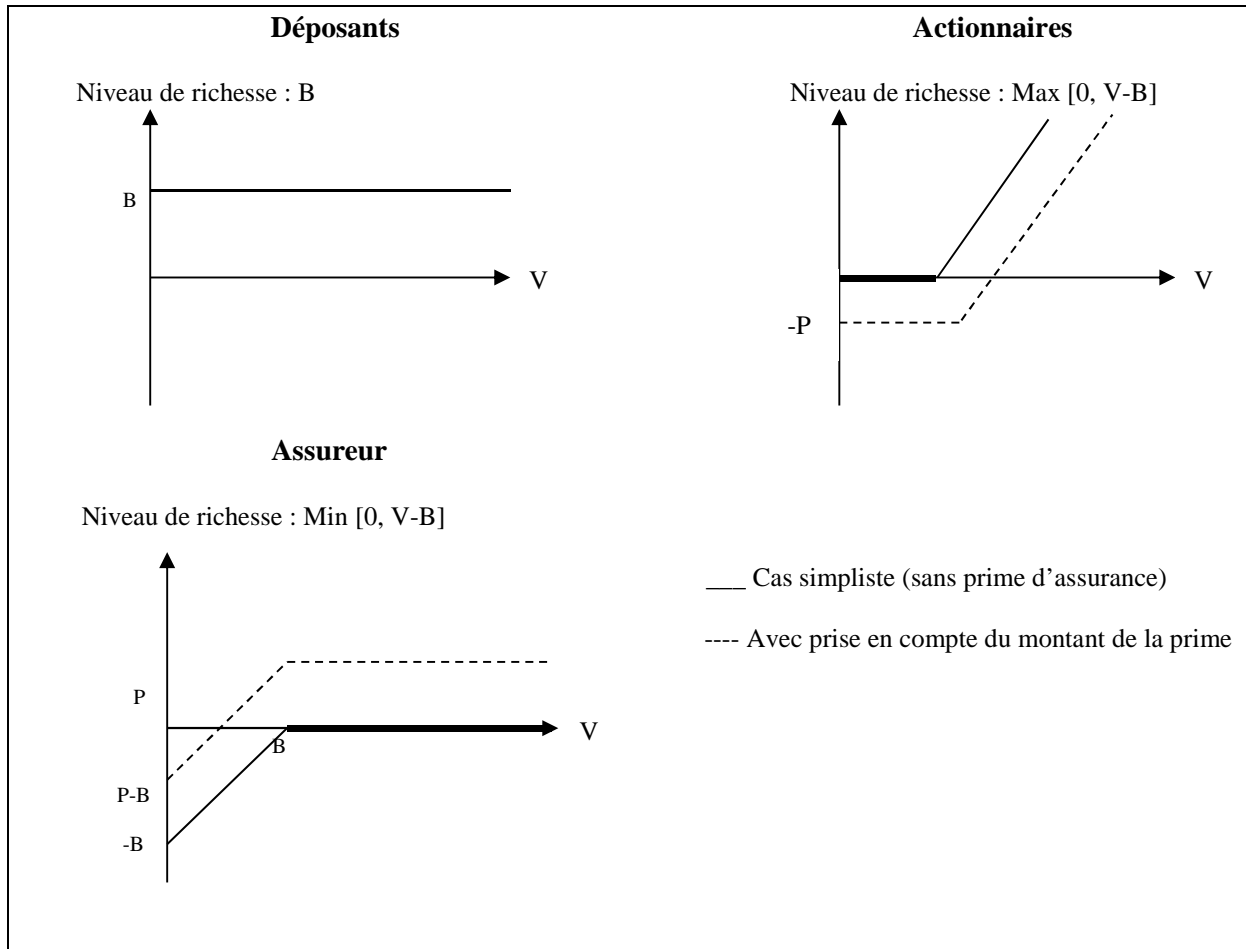 Déposants
Niveau de richesse : B
B
V
Actionnaires
Niveau de richesse : Max [0, V-B]
V
-P
Assureur
Niveau de richesse : Min [0, V-B]
P
V
B
P-B
-B
___ Cas simpliste (sans prime d’assurance)
---- Avec prise en compte du montant de la prime